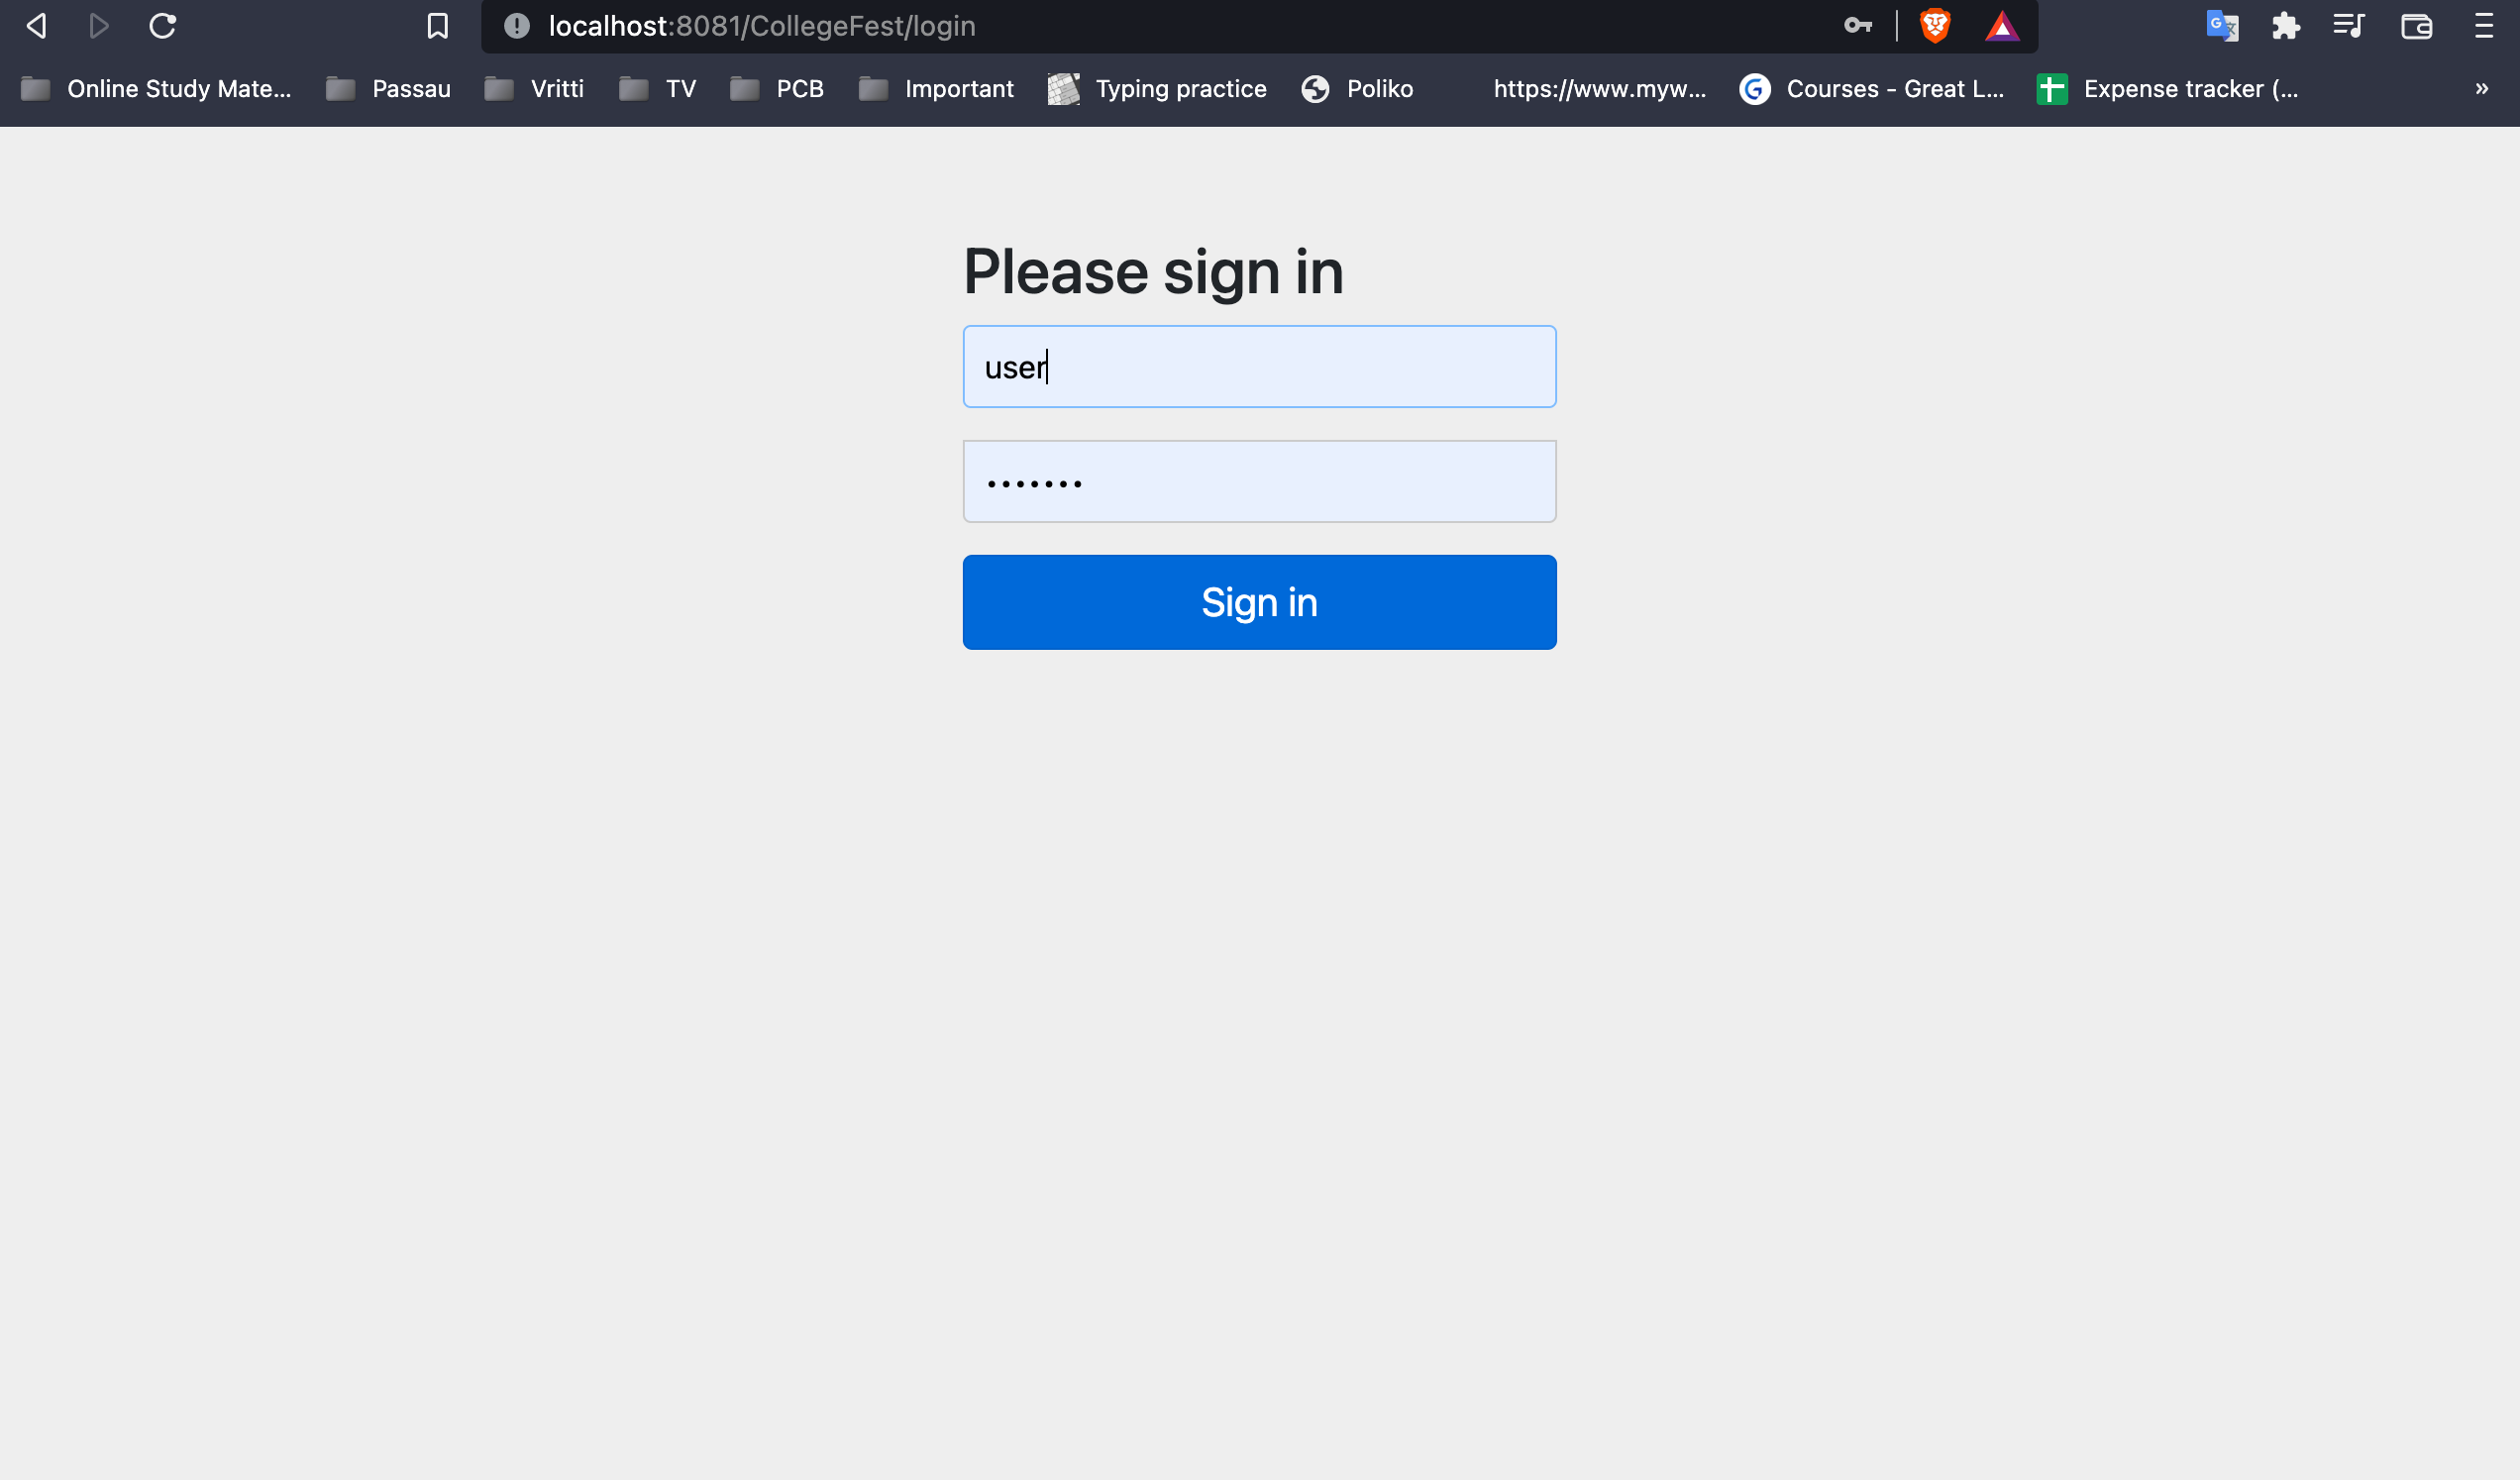 localhost:8081/CollegeFest/login
Online Study Mate... Passau Vritti TV PCB Important Typing practice Poliko https://www.myw... Courses - Great L... Expense tracker (... »
Please sign in
user
•••••••
Sign in